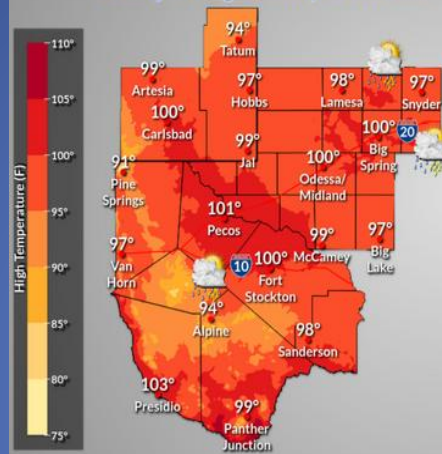 High Temperature (F)
110°
105°
100°
95°
90°
85°
80°
75°
94°
Tatum
99°
Artesia
97°
Hobbs
98°
Lamesa
97°
Snyder
100°
Carlsbad
99°
Jal
100°
Big
Spring
20
91°
Pine
Springs
100°
Odessa/
Midland
101°
Pecos
97°
Van
Horn
10
100°
Fort
Stockton
99°
McCamey
97°
Big
Lake
94°
Alpine
98°
Sanderson
103°
Presidio
99°
Panther
Junction